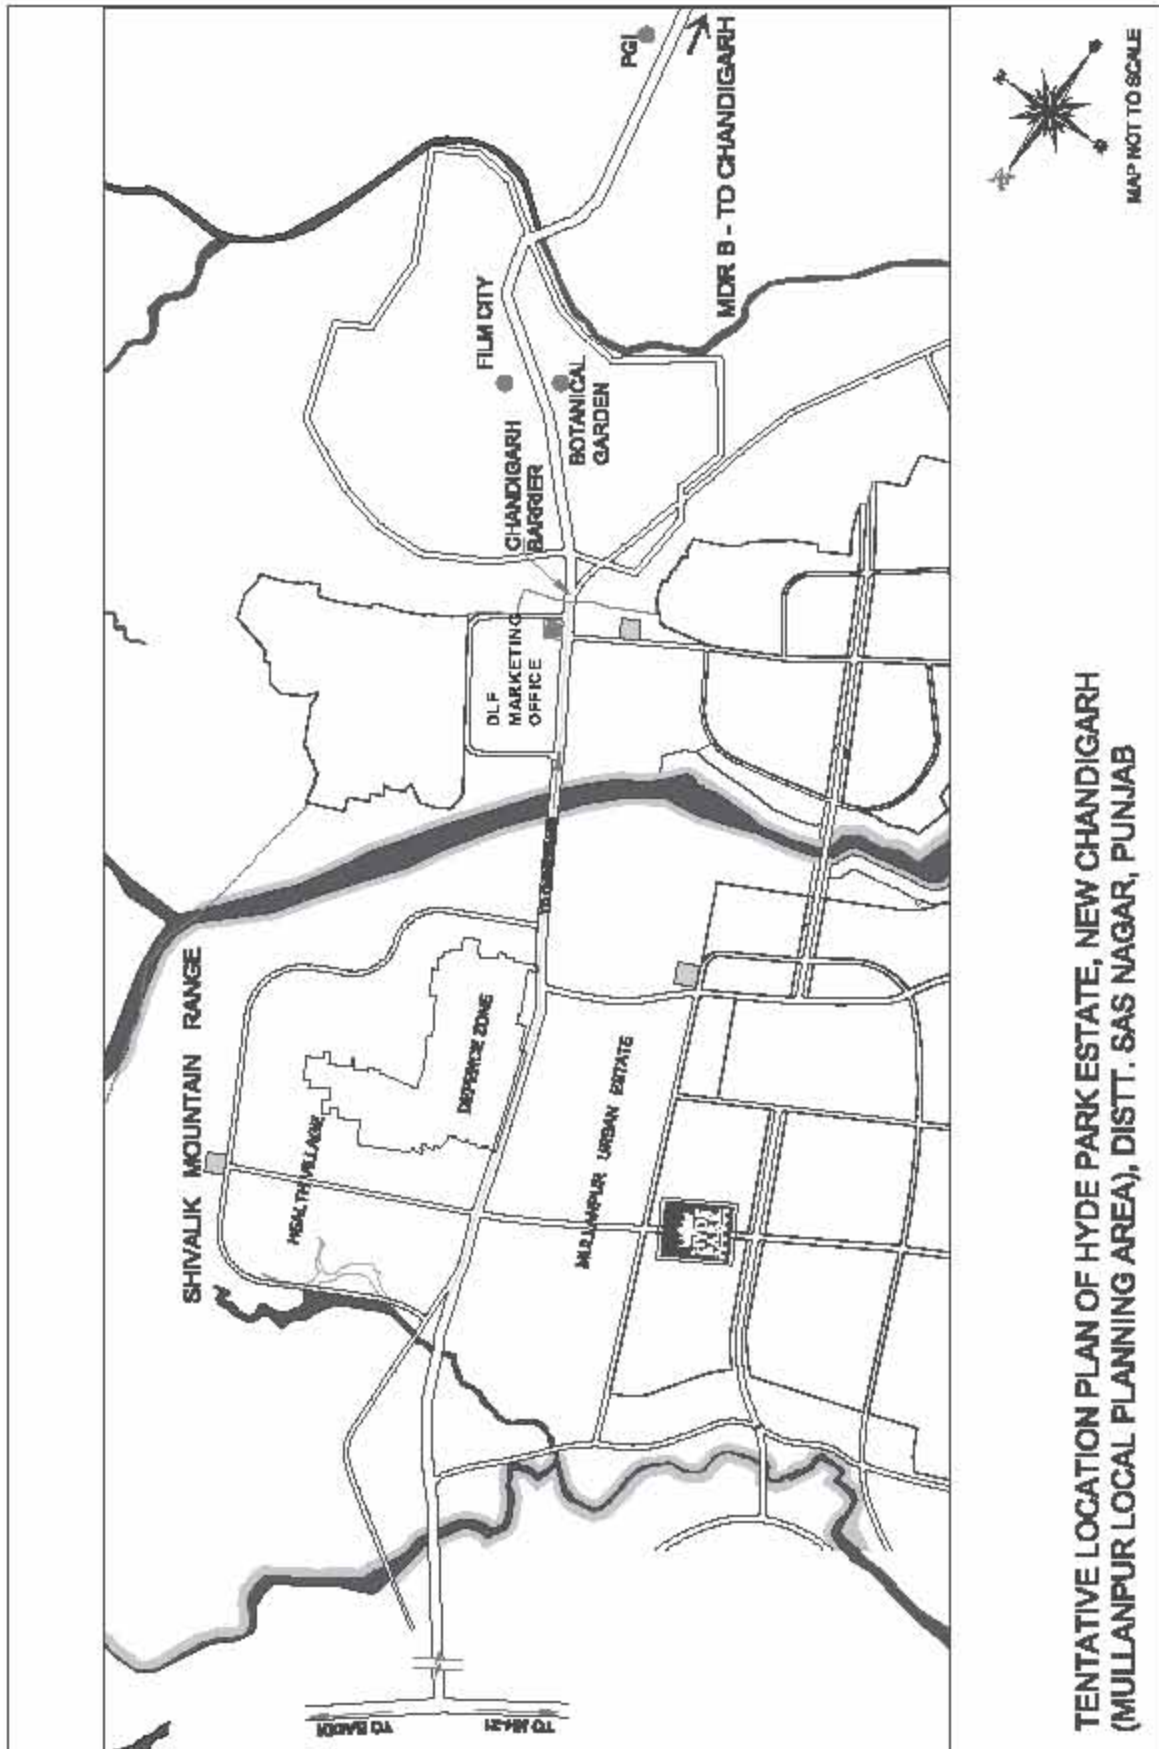 SHIVALIK MOUNTAIN RANGE
HEALTH VILLAGE
DEFENCE ZONE
MULLANPUR URBAN ESTATE
DLF
MARKETING
OFFICE
CHANDIGARH
BARRIER
FILM CITY
BOTANICAL
GARDEN
PGI
MDR B - TO CHANDIGARH
TO BADDI
TO NH-21
MAP NOT TO SCALE
TENTATIVE LOCATION PLAN OF HYDE PARK ESTATE, NEW CHANDIGARH
(MULLANPUR LOCAL PLANNING AREA), DISTT. SAS NAGAR, PUNJAB